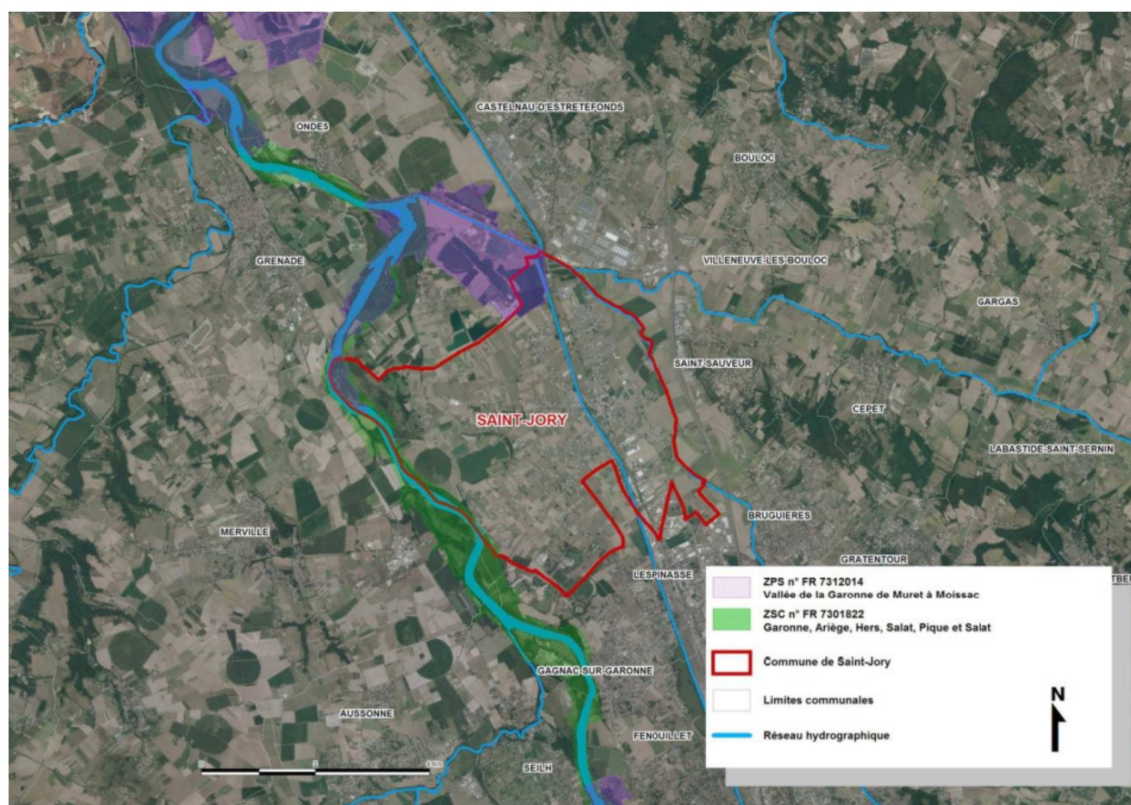 CASTELNAU-D'ESTRETEFONDS
ONDES
BOULOC
GRENADE
VILLENEUVE-LES-BOULOC
GARGAS
SAINT-SAUVEUR
SAINT-JORY
CEPET
LABASTIDE-SAINT-SERNIN
MERVILLE
BRUGUIERES
GRATENTOUR
LESPINASSE
GAGNAC-SUR-GARONNE
AUSSONNE
FENOUILLET
SEILH
ZPS n° FR 7312014
Vallée de la Garonne de Muret à Moissac
ZSC n° FR 7301822
Garonne, Ariège, Hers, Salat, Pique et Salat
Commune de Saint-Jory
Limites communales
Réseau hydrographique
N